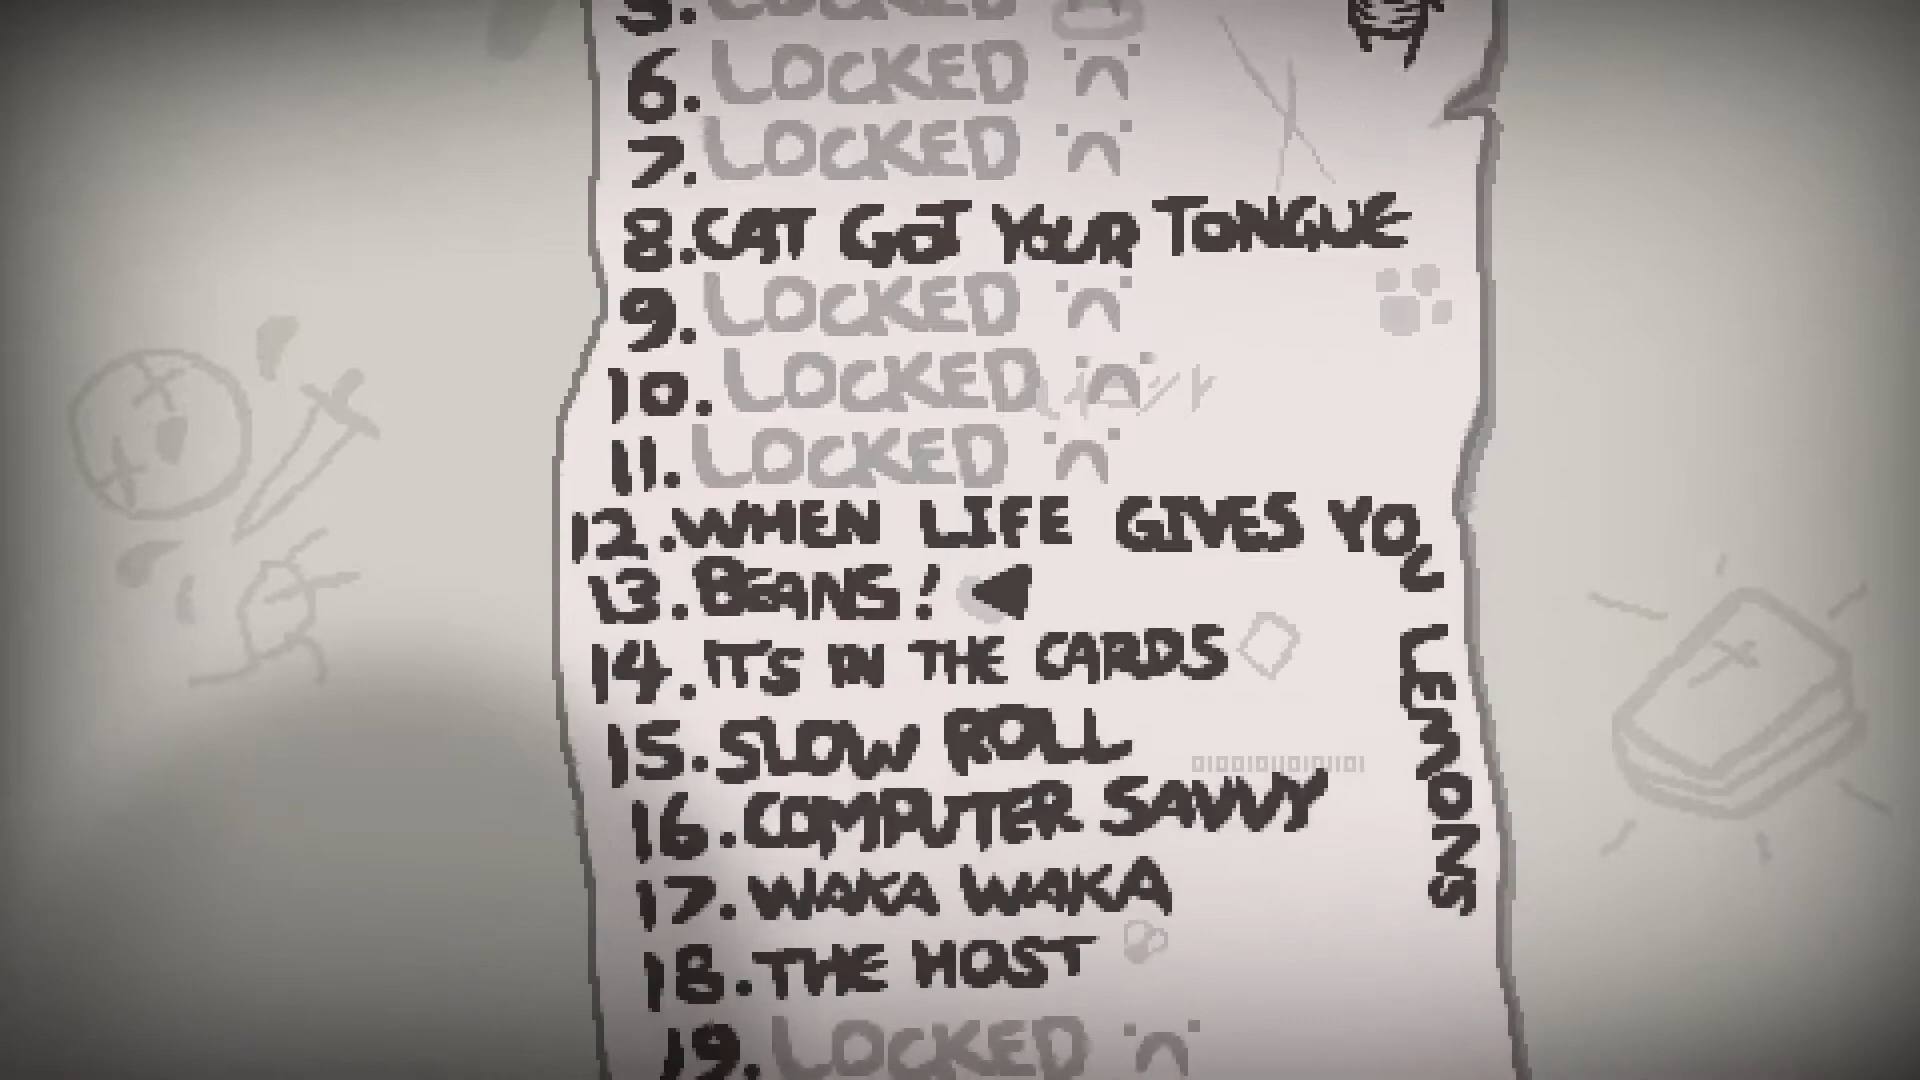 5. LOCKED
6. LOCKED
7. LOCKED
8. CAT GOT YOUR TONGUE
9. LOCKED
10. LOCKED
11. LOCKED
12. WHEN LIFE GIVES YOU LEMONS
13. BEANS!
14. IT'S IN THE CARDS
15. SLOW ROLL
16. COMPUTER SAVVY
17. WAKA WAKA
18. THE HOST
19. LOCKED